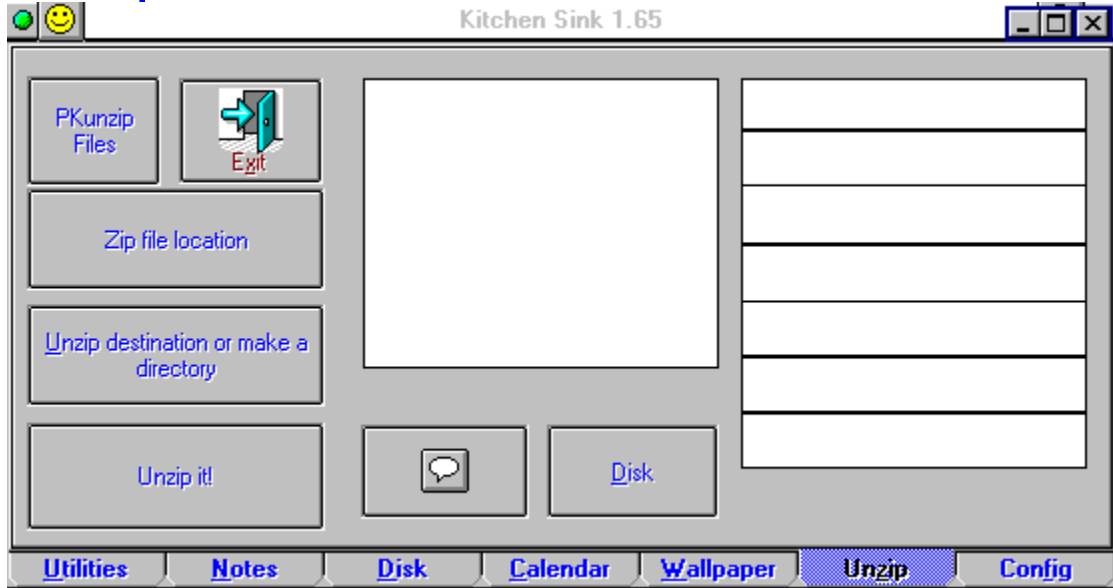 Kitchen Sink 1.65
PKunzip
Files
Exit
Zip file location
Unzip destination or make a
directory
Unzip it!
Disk
Utilities
Notes
Disk
Calendar
Wallpaper
Unzip
Config